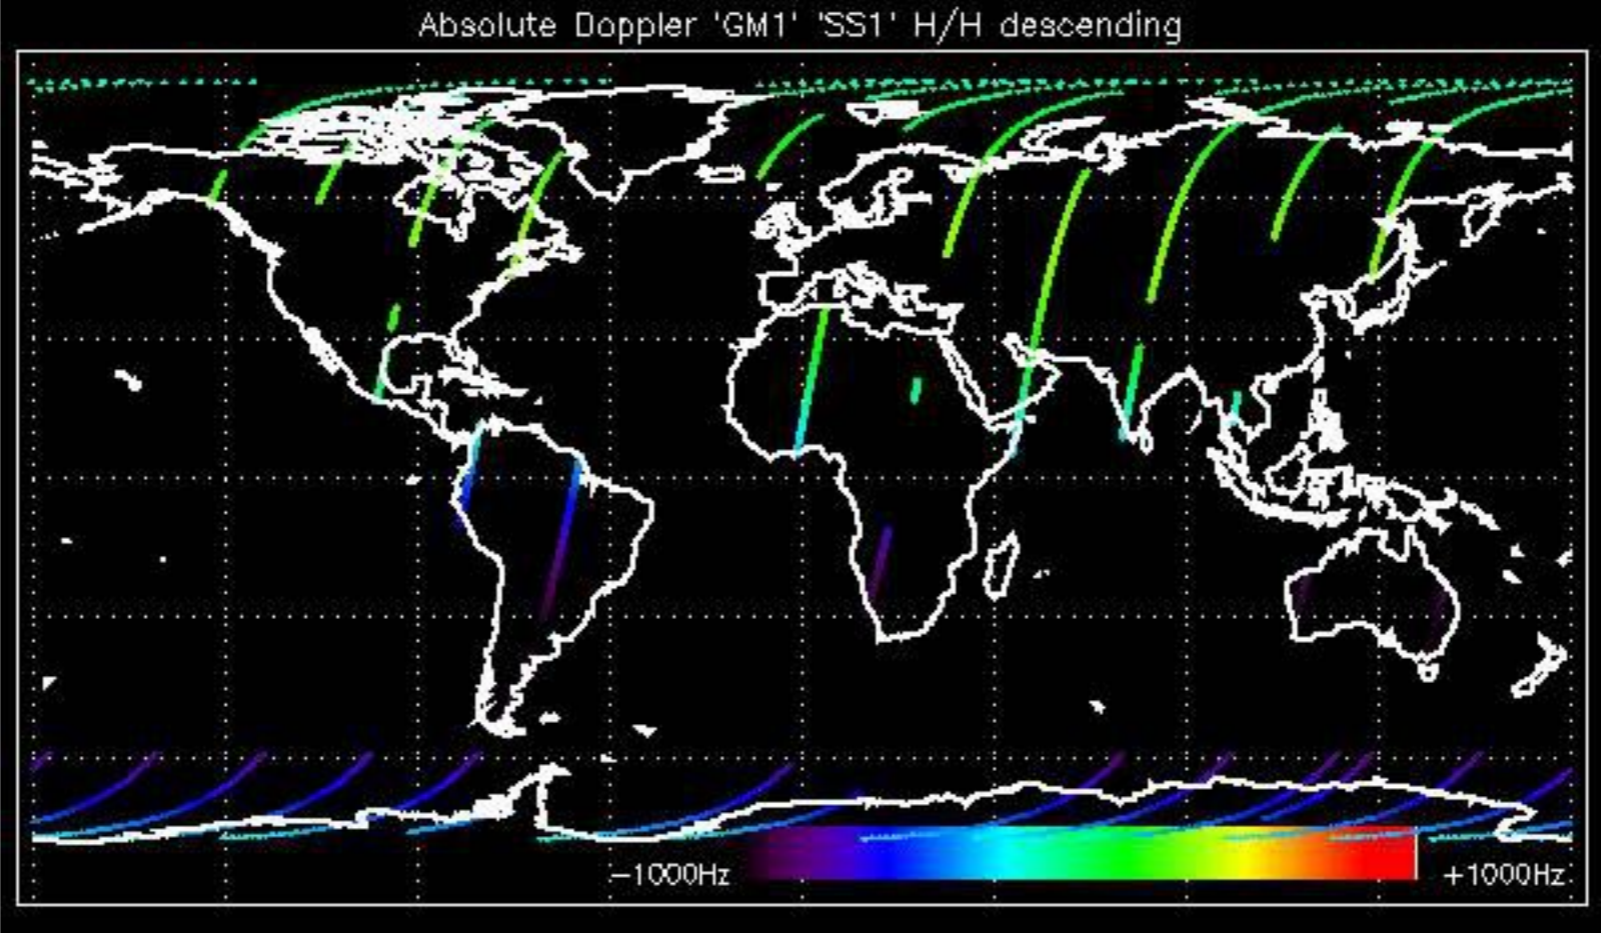 Absolute Doppler 'GM1' 'SS1' H/H descending
-1000Hz +1000Hz